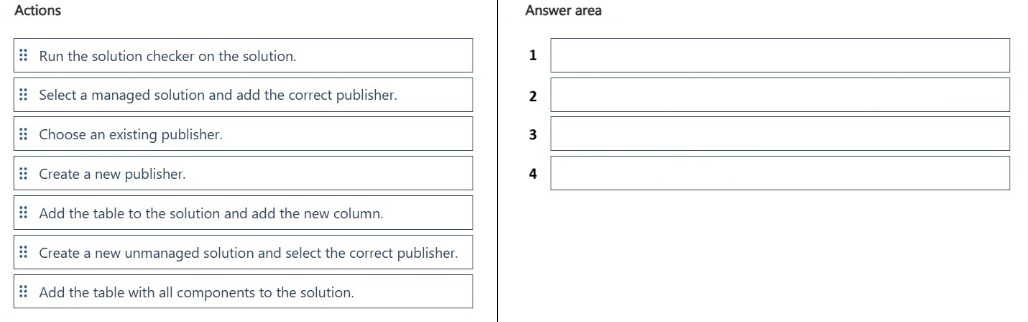 Actions
Run the solution checker on the solution.
Select a managed solution and add the correct publisher.
Choose an existing publisher.
Create a new publisher.
Add the table to the solution and add the new column.
Create a new unmanaged solution and select the correct publisher.
Add the table with all components to the solution.
Answer area
1
2
3
4